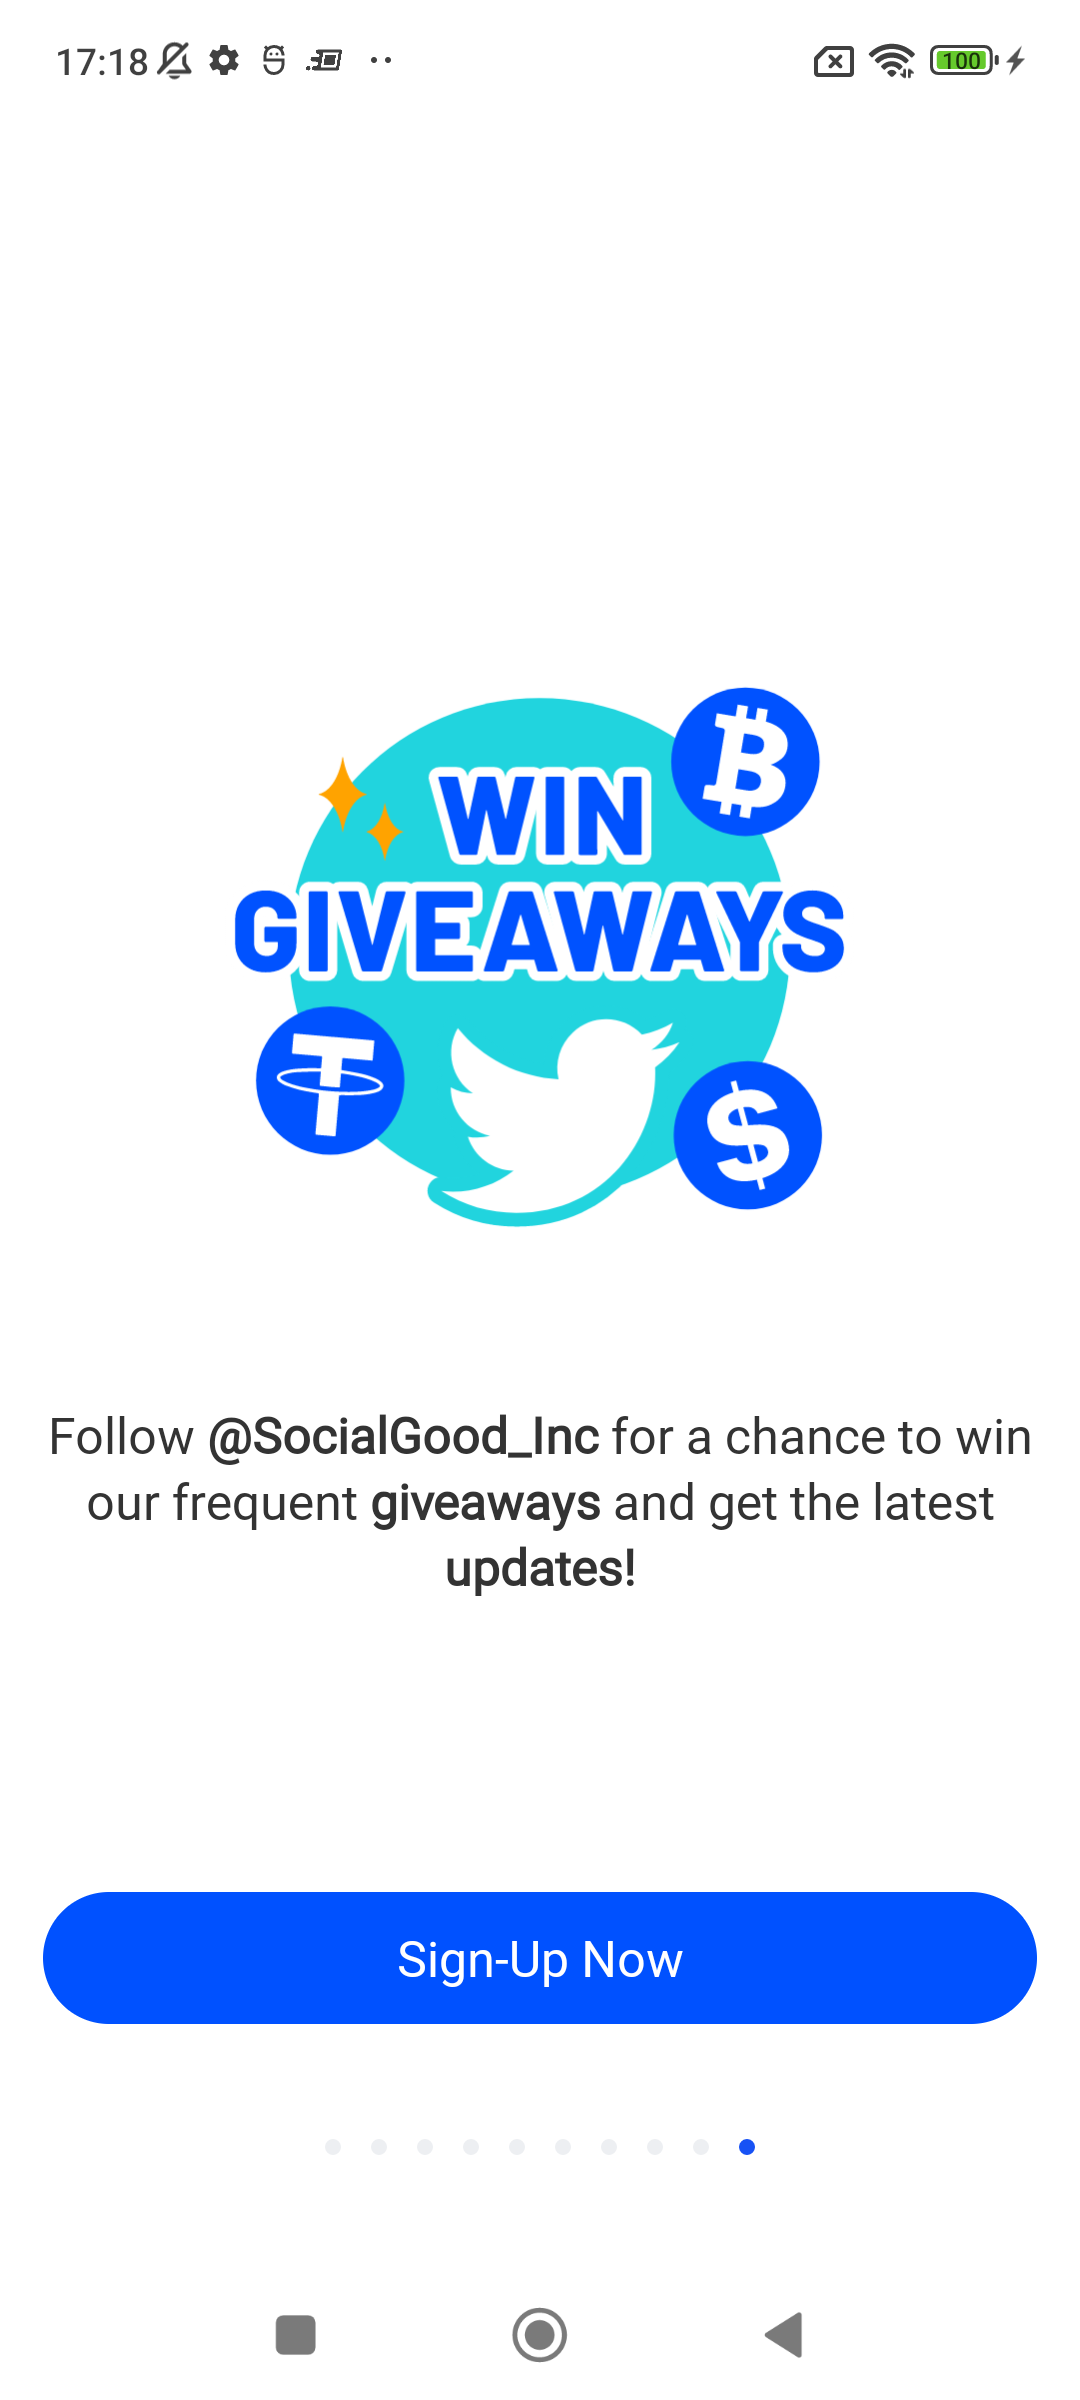 17:18
100
WIN
GIVEAWAYS
Follow @SocialGood_Inc for a chance to win
our frequent giveaways and get the latest
updates!
Sign-Up Now